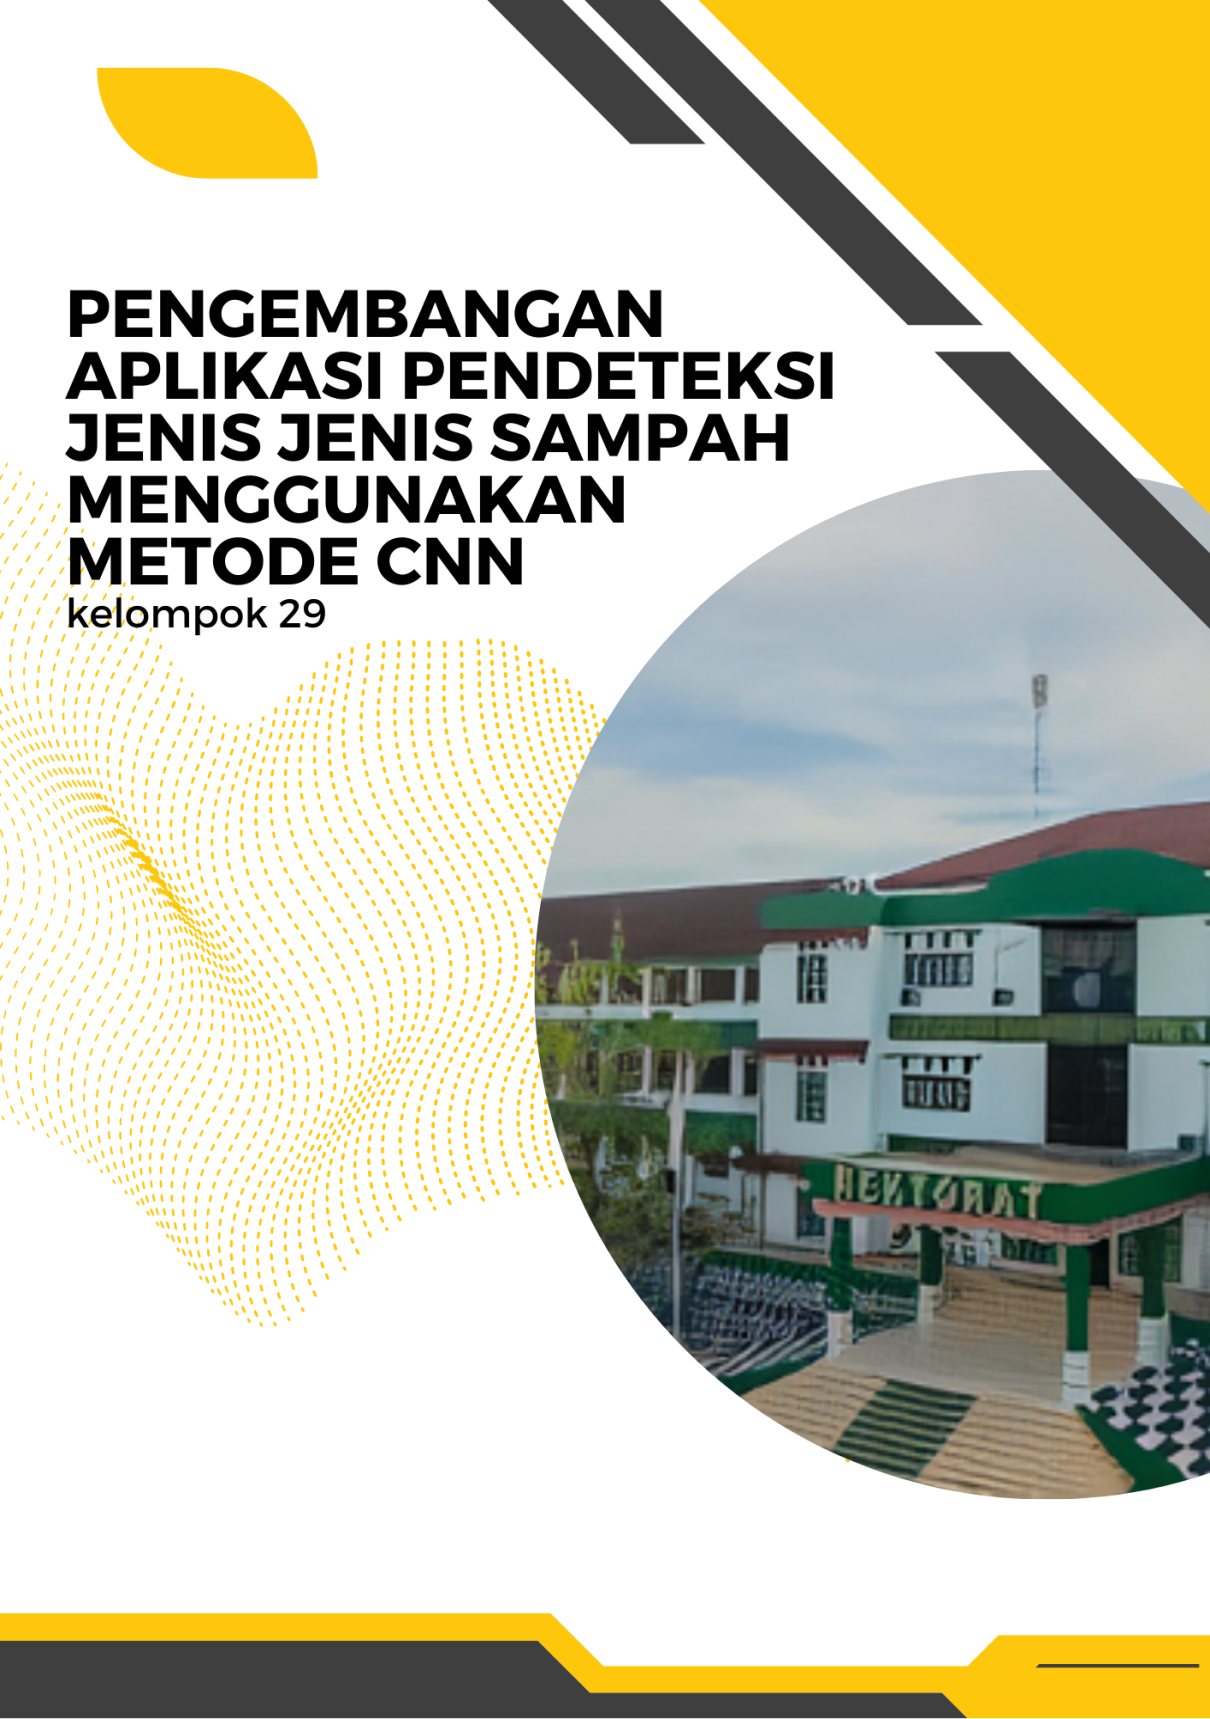 PENGEMBANGAN
APLIKASI PENDETEKSI
JENIS JENIS SAMPAH
MENGGUNAKAN
METODE CNN
kelompok 29